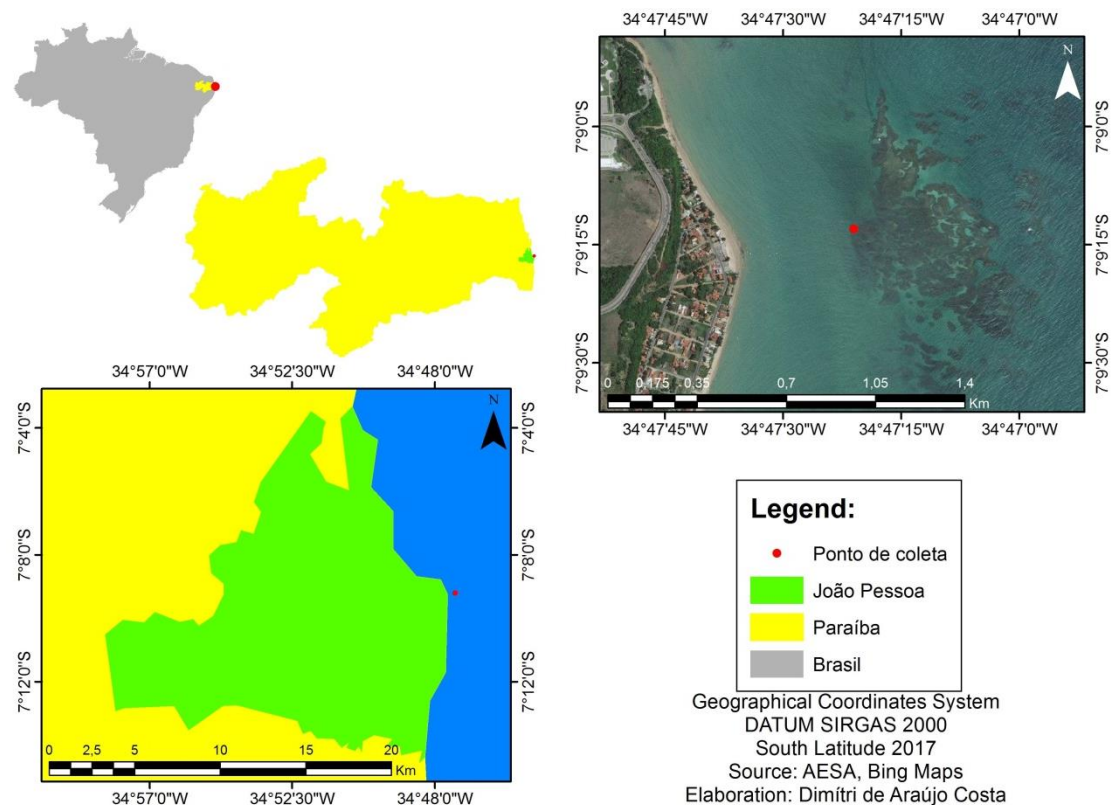 34°47'45"W 34°47'30"W 34°47'15"W 34°47'0"W
N
7°9'0"S
7°9'15"S
7°9'30"S
7°9'0"S
7°9'15"S
7°9'30"S
0 0,175 0,35 0,7 1,05 1,4
Km
34°47'45"W 34°47'30"W 34°47'15"W 34°47'0"W
34°57'0"W 34°52'30"W 34°48'0"W
N
7°4'0"S
7°8'0"S
7°12'0"S
7°4'0"S
7°8'0"S
7°12'0"S
0 2,5 5 10 15 20
Km
34°57'0"W 34°52'30"W 34°48'0"W
Legend:
Ponto de coleta
João Pessoa
Paraíba
Brasil
Geographical Coordinates System
DATUM SIRGAS 2000
South Latitude 2017
Source: AESA, Bing Maps
Elaboration: Dimítri de Araújo Costa